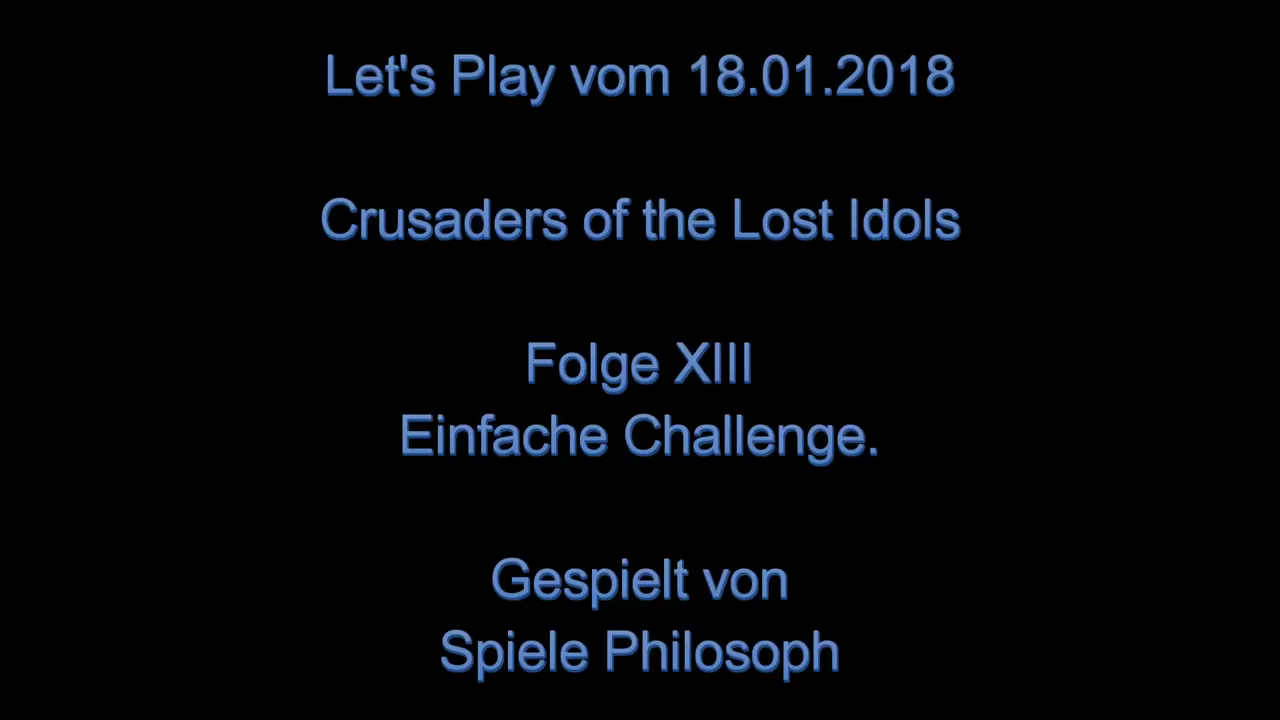 Let's Play vom 18.01.2018
Crusaders of the Lost Idols
Folge XIII
Einfache Challenge.
Gespielt von
Spiele Philosoph